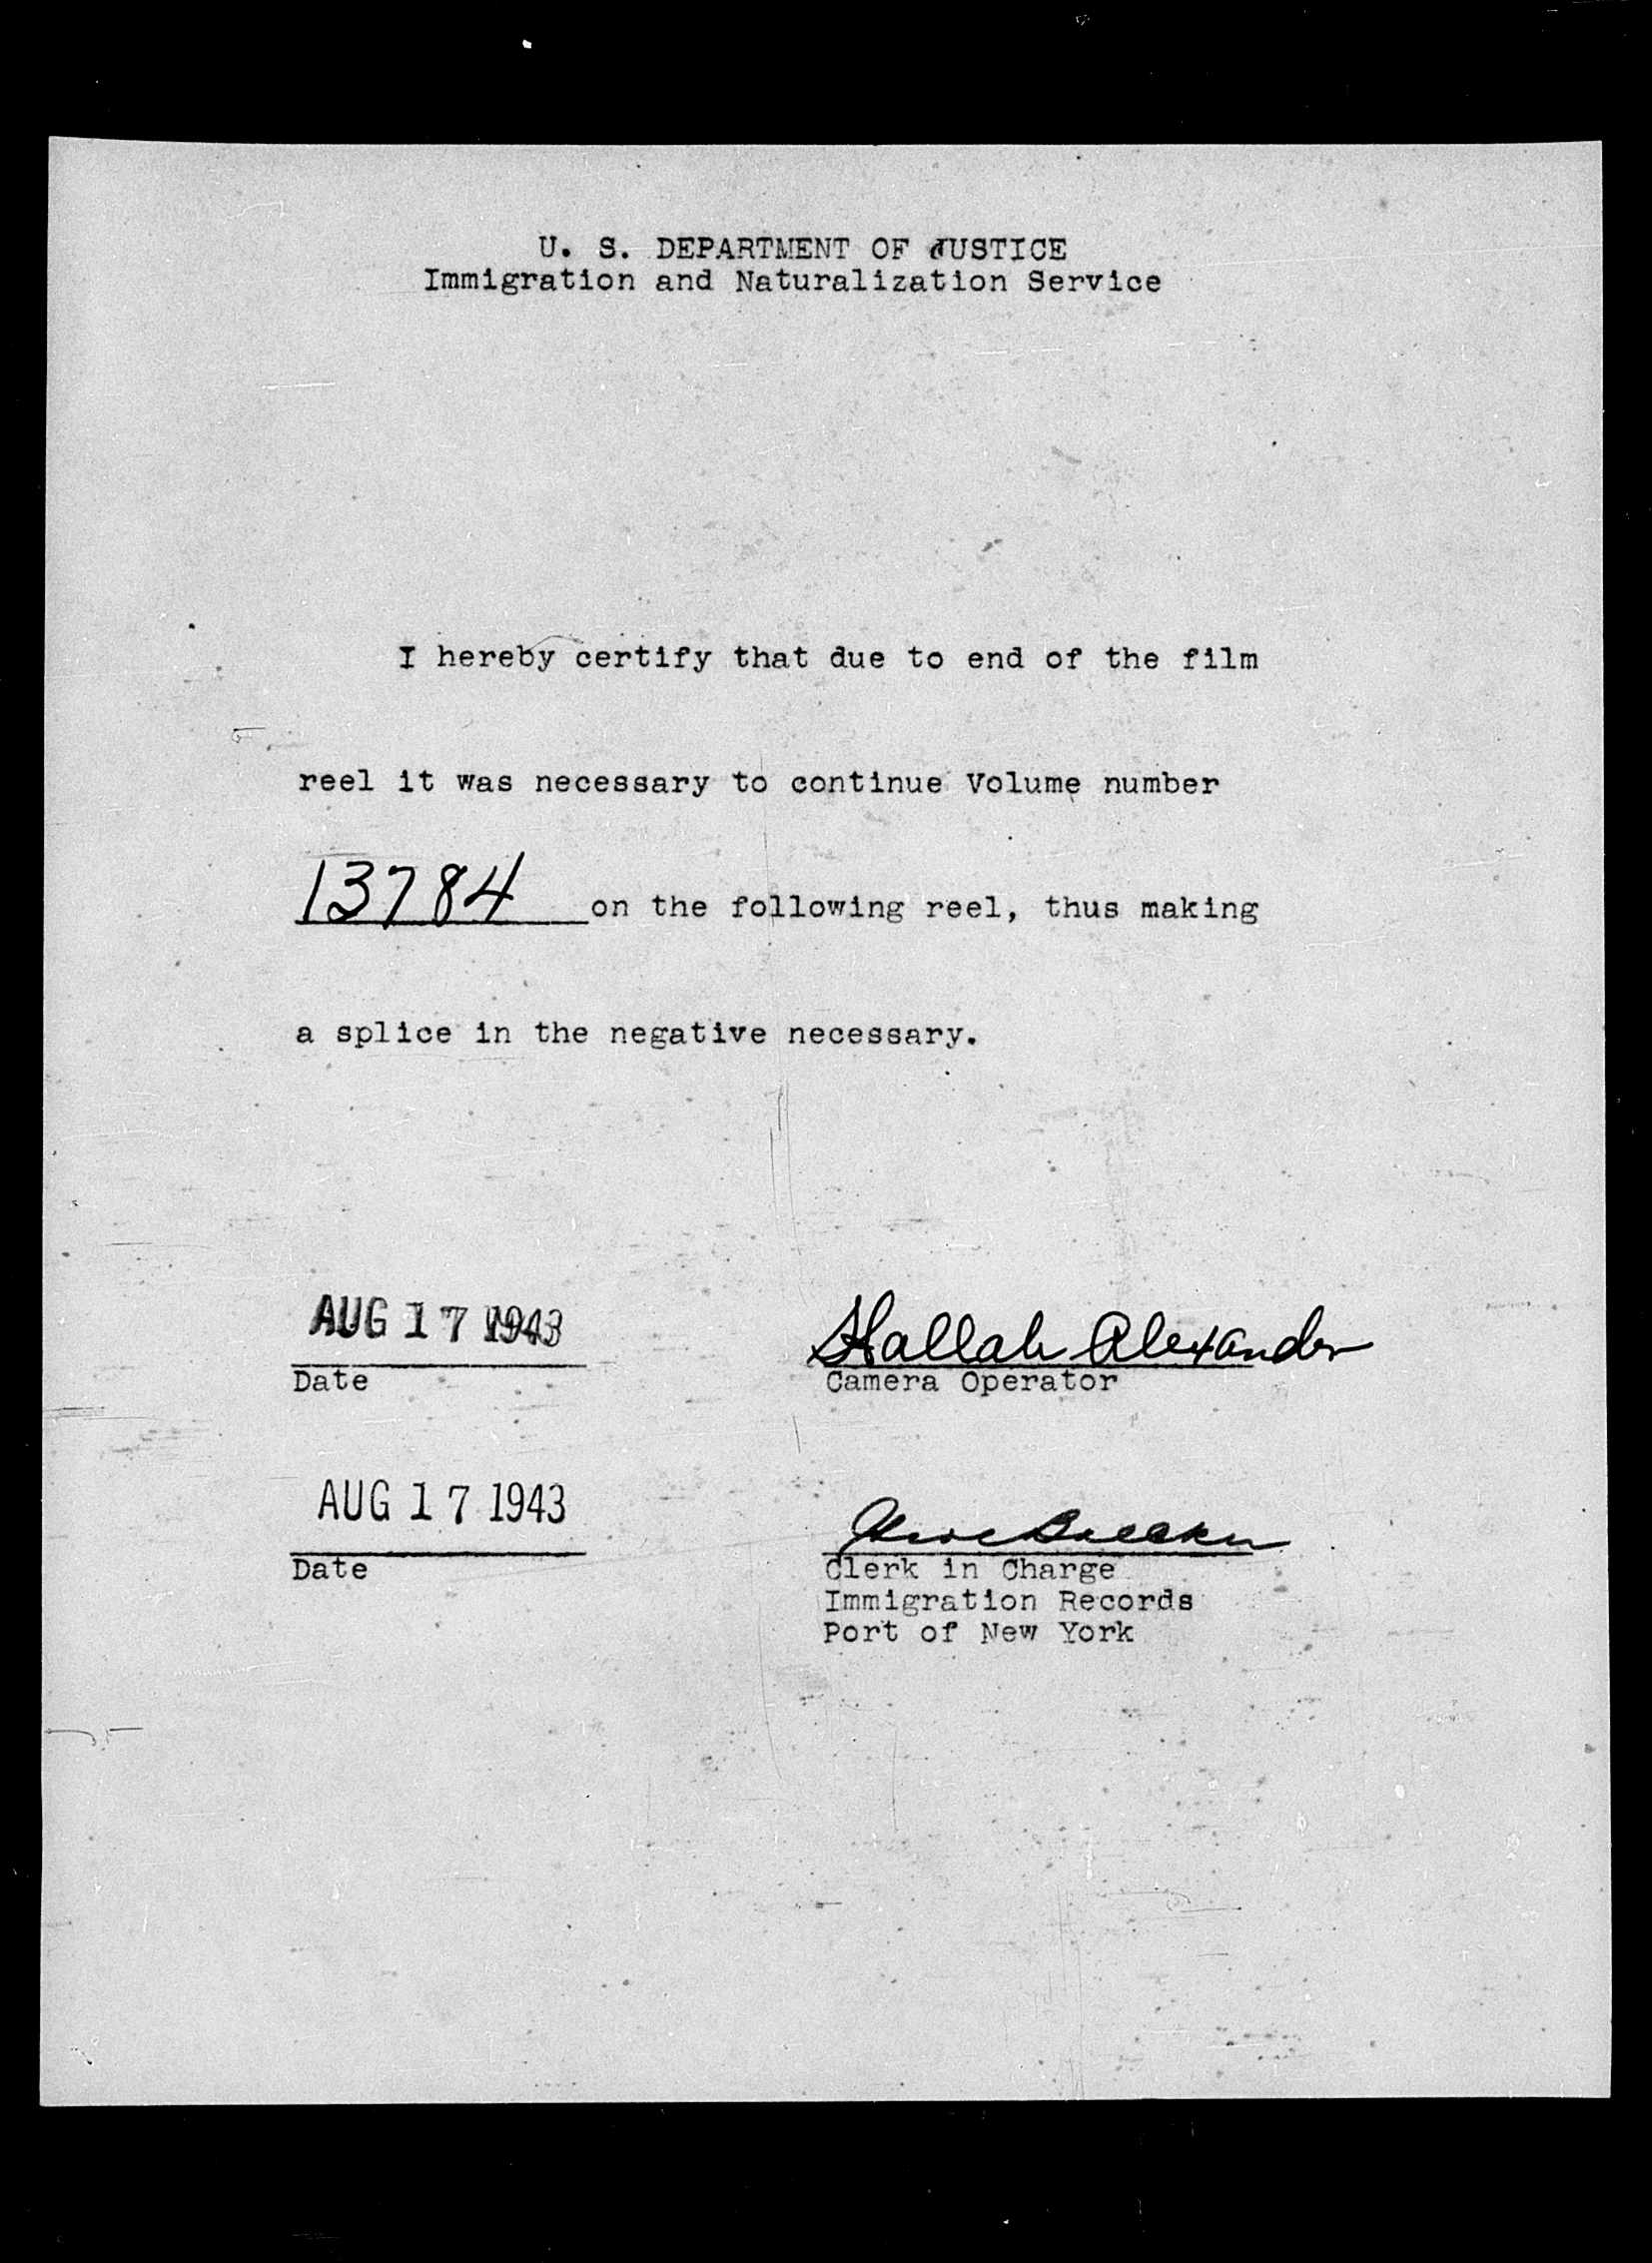 U. S. DEPARTMENT OF JUSTICE
Immigration and Naturalization Service
I hereby certify that due to end of the film
reel it was necessary to continue Volume number
13784 on the following reel, thus making
a splice in the negative necessary.
AUG 17 1943
Hallah Alexander
Date
Camera Operator
AUG 17 1943
Date
Clerk in Charge
Immigration Records
Port of New York